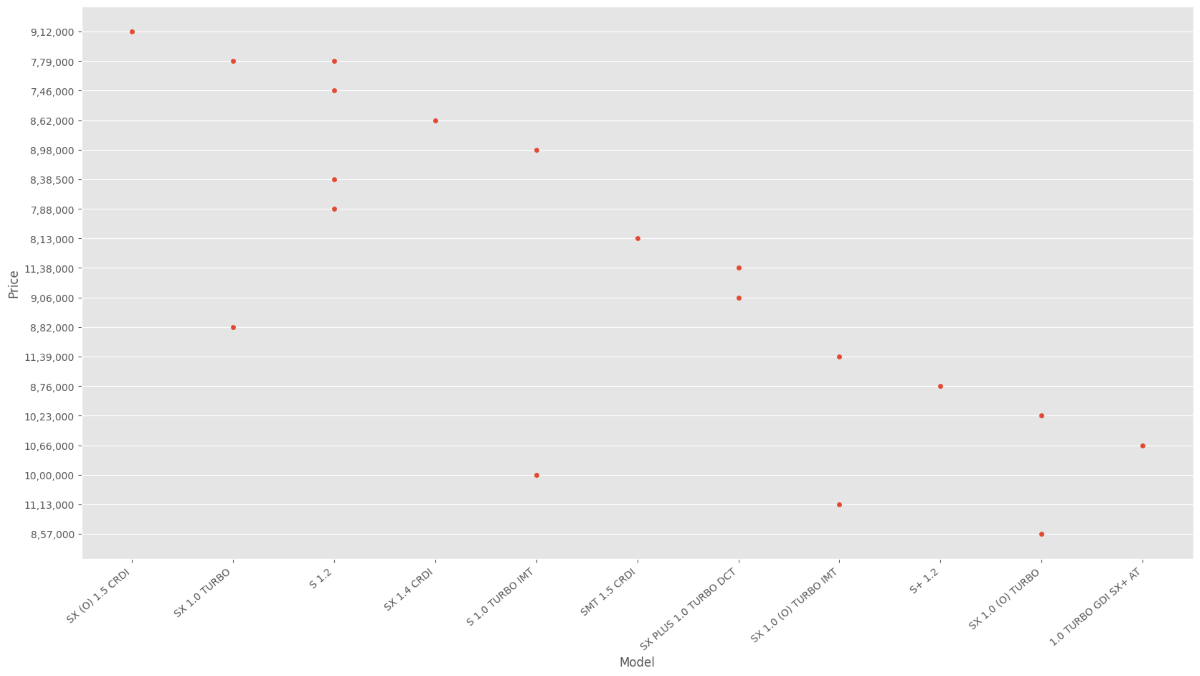 9,12,000
7,79,000
7,46,000
8,62,000
8,98,000
8,38,500
7,88,000
8,13,000
11,38,000
9,06,000
8,82,000
11,39,000
8,76,000
10,23,000
10,66,000
10,00,000
11,13,000
8,57,000
Price
SX (O) 1.5 CRDI
SX 1.0 TURBO
S 1.2
SX 1.4 CRDI
S 1.0 TURBO IMT
SMT 1.5 CRDI
SX PLUS 1.0 TURBO DCT
SX 1.0 (O) TURBO IMT
S+ 1.2
SX 1.0 (O) TURBO
1.0 TURBO GDI SX+ AT
Model